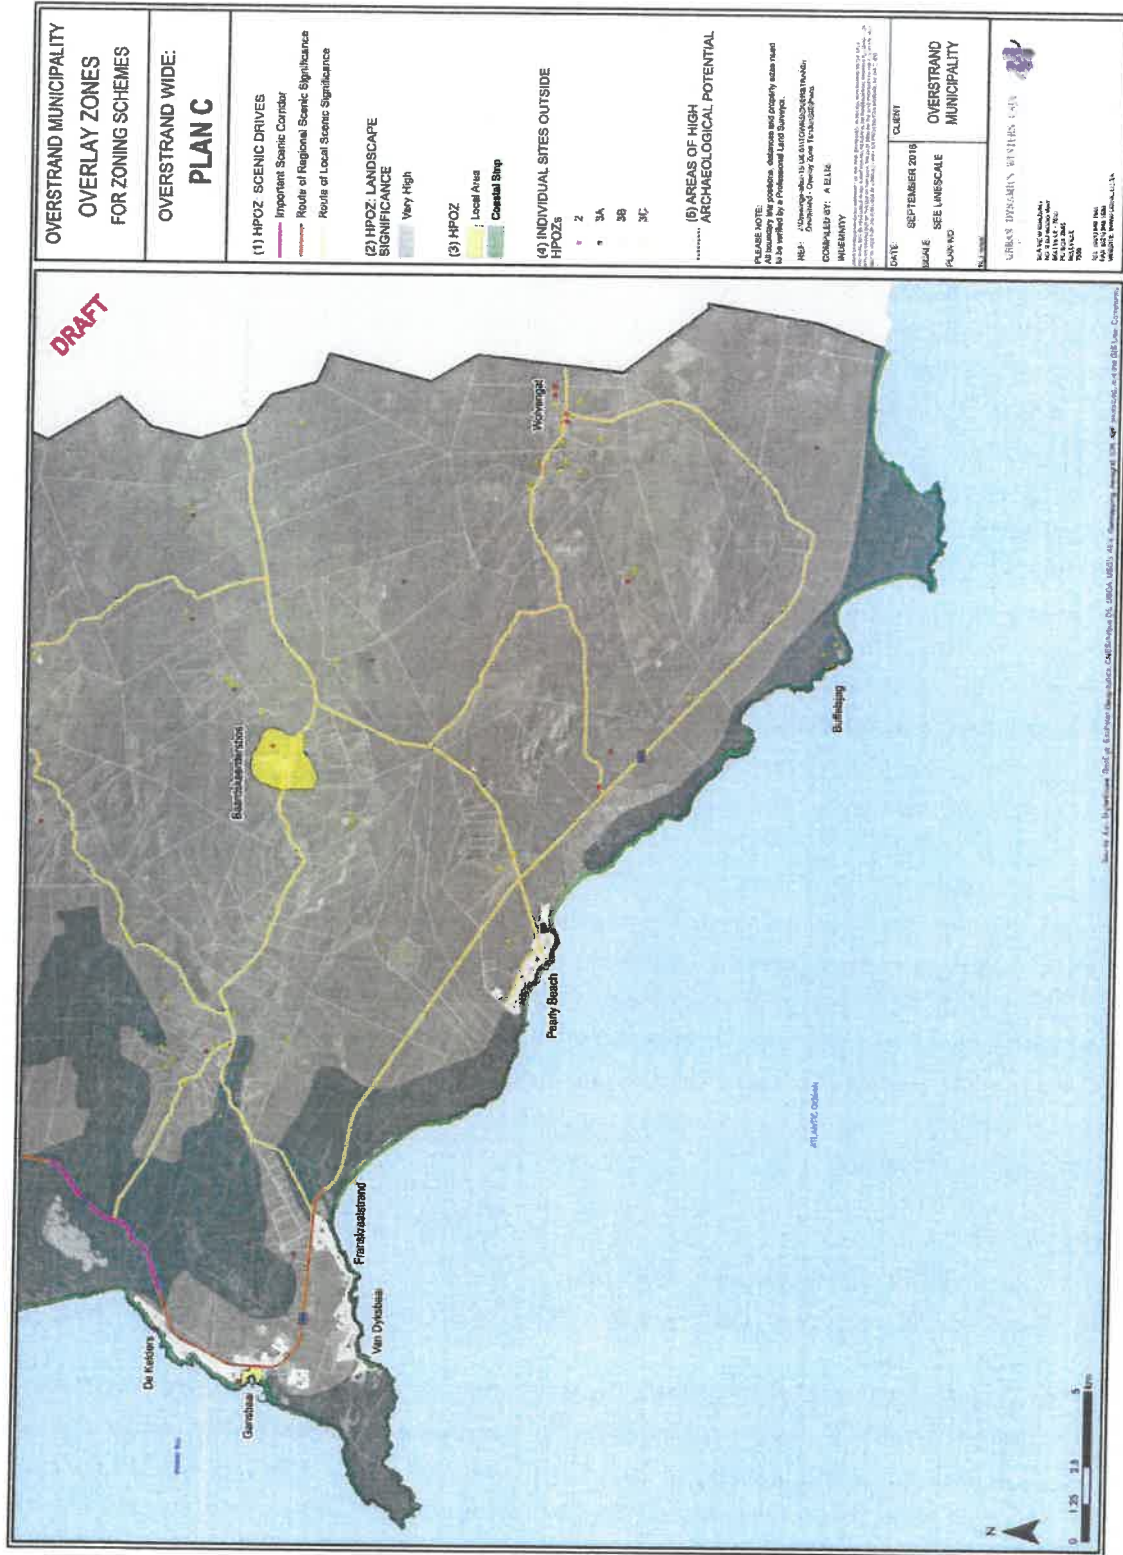 OVERSTRAND MUNICIPALITY
OVERLAY ZONES
FOR ZONING SCHEMES
OVERSTRAND WIDE:
PLAN C
(1) HPOZ SCENIC DRIVES
Important Scenic Corridor
Route of Regional Scenic Significance
Route of Local Scenic Significance
(2) HPOZ: LANDSCAPE
SIGNIFICANCE
Very High
(3) HPOZ
Local Area
Coastal Strip
(4) INDIVIDUAL SITES OUTSIDE
HPOZs
2
3A
3B
3C
(5) AREAS OF HIGH
ARCHAEOLOGICAL POTENTIAL
PLEASE NOTE:
All boundary line positions, distances and property sizes need
to be verified by a Professional Land Surveyor.
REF:
COMPILED BY:
INDEMNITY
DATE
SEPTEMBER 2016
SCALE
SEE LINESCALE
PLAN NO
CLIENT
OVERSTRAND
MUNICIPALITY
DRAFT
Wolvengat
Baardskeerdersbos
Buffelsjag
Pearly Beach
Franskraalstrand
Van Dyksbaai
De Kelders
Gansbaai
ATLANTIC OCEAN
N
0 1.25 2.5 5
km